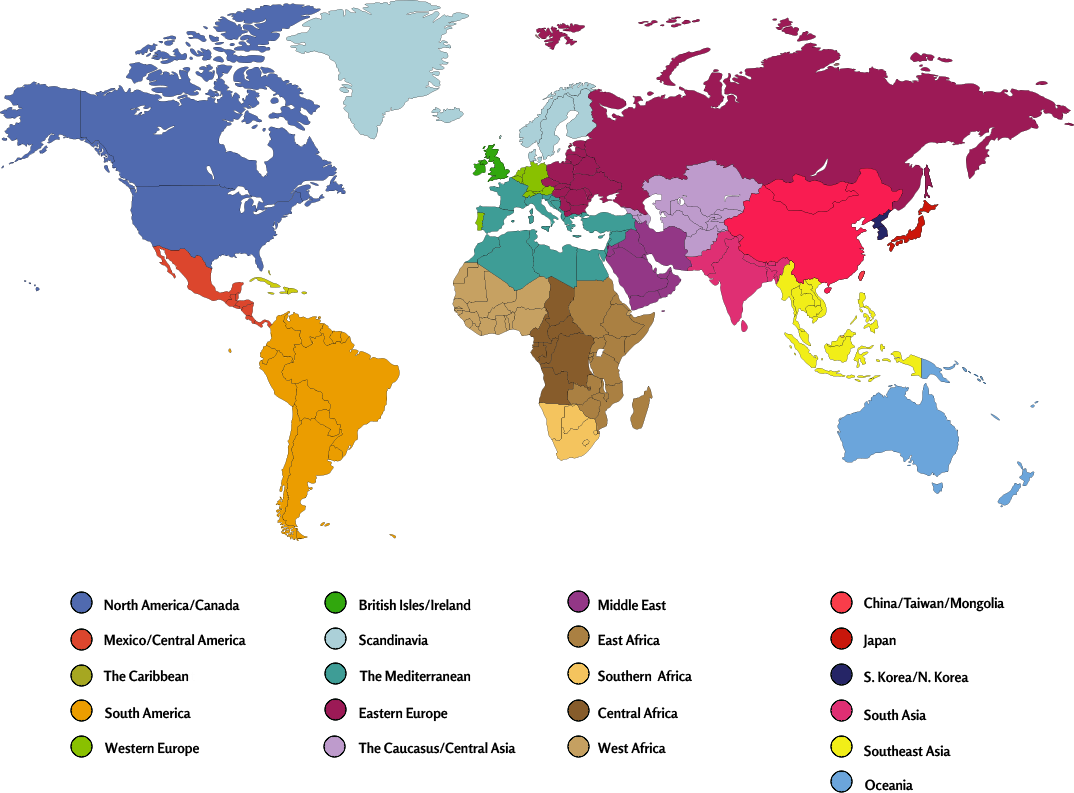 North America/Canada
Mexico/Central America
The Caribbean
South America
Western Europe
British Isles/Ireland
Scandinavia
The Mediterranean
Eastern Europe
The Caucasus/Central Asia
Middle East
East Africa
Southern Africa
Central Africa
West Africa
China/Taiwan/Mongolia
Japan
S. Korea/N. Korea
South Asia
Southeast Asia
Oceania